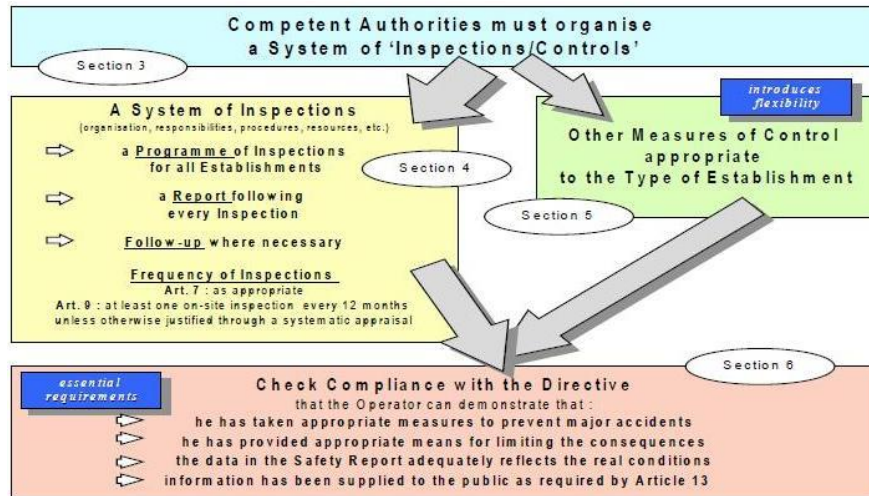 Competent Authorities must organise
a System of 'Inspections/Controls'
Section 3
introduces
flexibility
A System of Inspections
(organisation, responsibilities, procedures, resources, etc.)
a Programme of Inspections
for all Establishments
Section 4
Other Measures of Control
appropriate
to the Type of Establishment
a Report following
every Inspection
Section 5
Follow-up where necessary
Frequency of Inspections
Art. 7 : as appropriate
Art. 9 : at least one on-site inspection every 12 months
unless otherwise justified through a systematic appraisal
Section 6
essential
requirements
Check Compliance with the Directive
that the Operator can demonstrate that :
he has taken appropriate measures to prevent major accidents
he has provided appropriate means for limiting the consequences
the data in the Safety Report adequately reflects the real conditions
information has been supplied to the public as required by Article 13